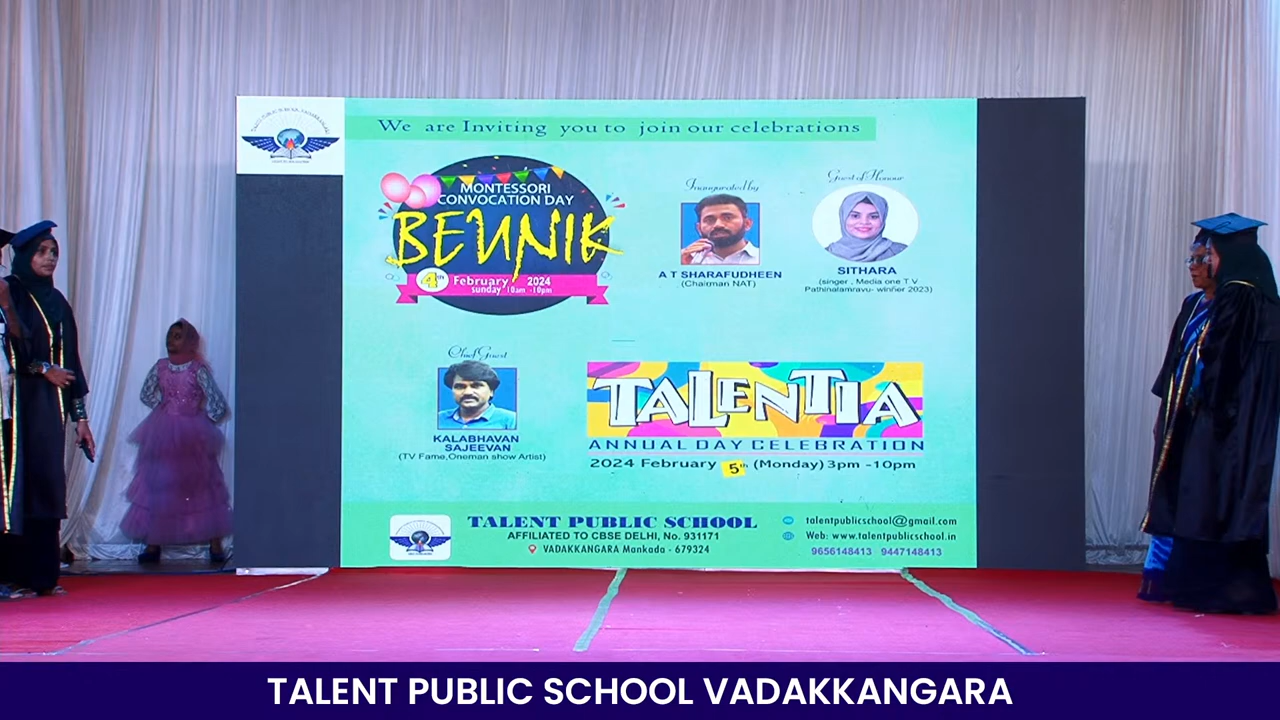 TALENT PUBLIC SCHOOL VADAKKANGARA
We are Inviting you to join our celebrations
MONTESSORI
CONVOCATION DAY
BEUNIK
4th February 2024
sunday 10am -10pm
Inaugurated by
A T SHARAFUDHEEN
(Chairman NAT)
Guest of Honour
SITHARA
(singer , Media one T V
Pathinalamravu- winner 2023)
Chief Guest
KALABHAVAN
SAJEEVAN
(TV Fame,Oneman show Artist)
TALENTIA
ANNUAL DAY CELEBRATION
2024 February 5th (Monday) 3pm -10pm
TALENT PUBLIC SCHOOL
AFFILIATED TO CBSE DELHI, No. 931171
VADAKKANGARA Mankada - 679324
talentpublicschool@gmail.com
Web: www.talentpublicschool.in
9656148413 9447148413
TALENT PUBLIC SCHOOL VADAKKANGARA